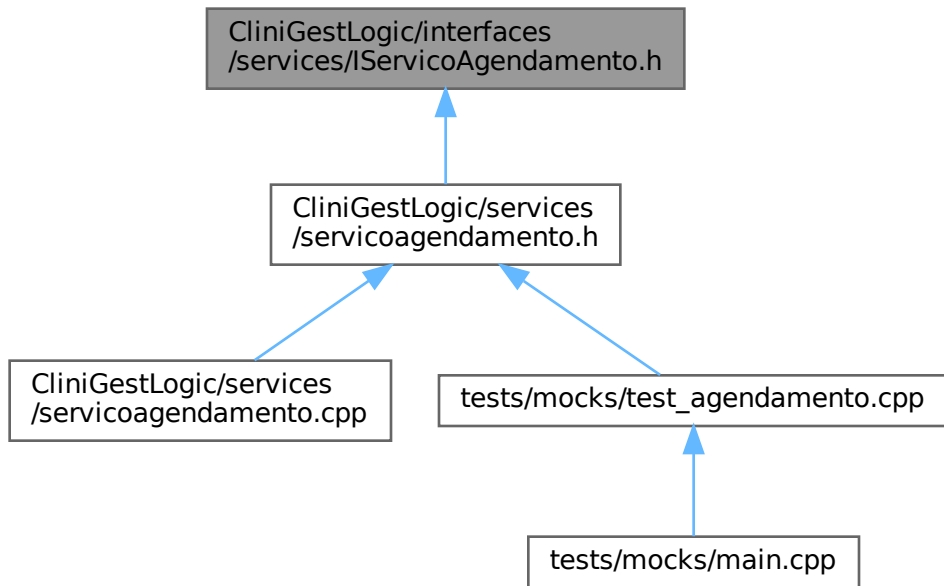 CliniGestLogic/interfaces
/services/IServicoAgendamento.h
CliniGestLogic/services
/servicoagendamento.h
CliniGestLogic/services
/servicoagendamento.cpp
tests/mocks/test_agendamento.cpp
tests/mocks/main.cpp